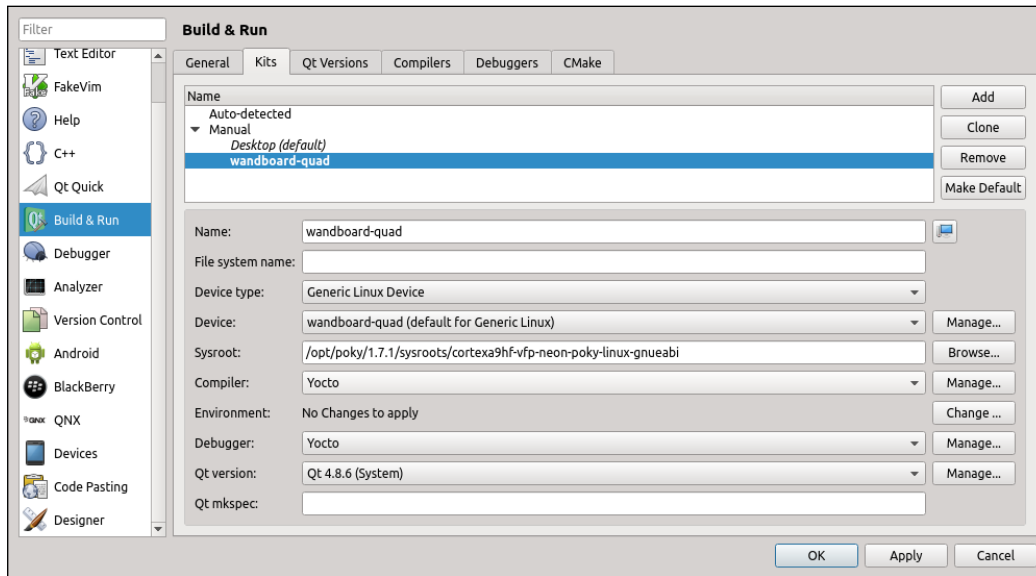 Filter
Build & Run
Text Editor
FakeVim
Help
C++
Qt Quick
Build & Run
Debugger
Analyzer
Version Control
Android
BlackBerry
QNX QNX
Devices
Code Pasting
Designer
General Kits Qt Versions Compilers Debuggers CMake
Name
Auto-detected
Manual
Desktop (default)
wandboard-quad
Add
Clone
Remove
Make Default
Name: wandboard-quad
File system name:
Device type: Generic Linux Device
Device: wandboard-quad (default for Generic Linux) Manage...
Sysroot: /opt/poky/1.7.1/sysroots/cortexa9hf-vfp-neon-poky-linux-gnueabi Browse...
Compiler: Yocto Manage...
Environment: No Changes to apply Change ...
Debugger: Yocto Manage...
Qt version: Qt 4.8.6 (System) Manage...
Qt mkspec:
OK Apply Cancel